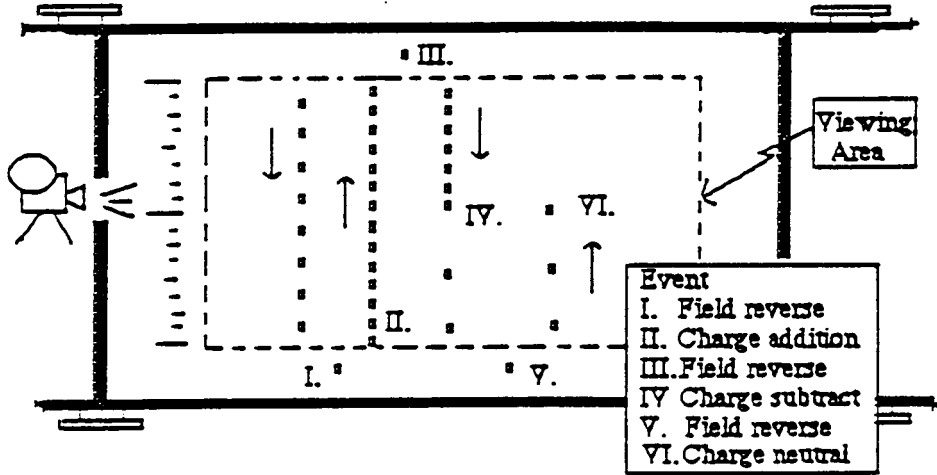 III.
Viewing
Area
IV.
VI.
II.
I.
V.
Event
I. Field reverse
II. Charge addition
III. Field reverse
IV Charge subtract
V. Field reverse
VI. Charge neutral